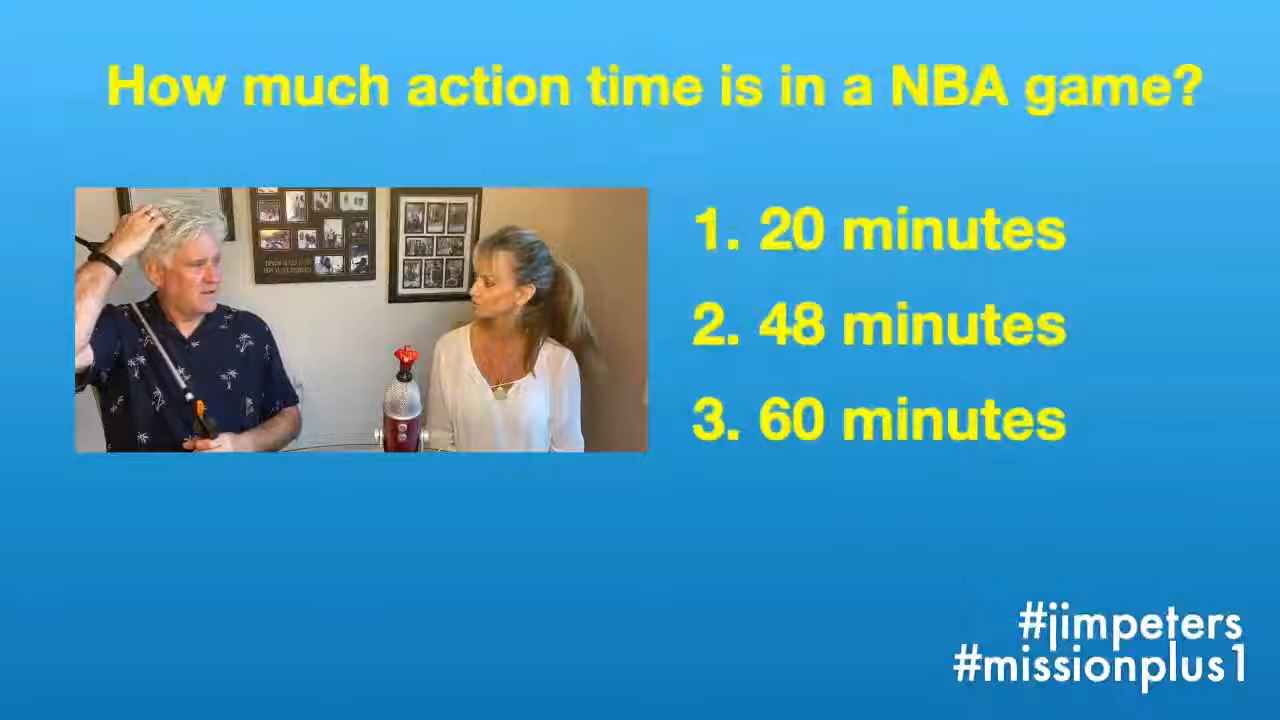 How much action time is in a NBA game?
1. 20 minutes
2. 48 minutes
3. 60 minutes
#jimpeters
#missionplus1